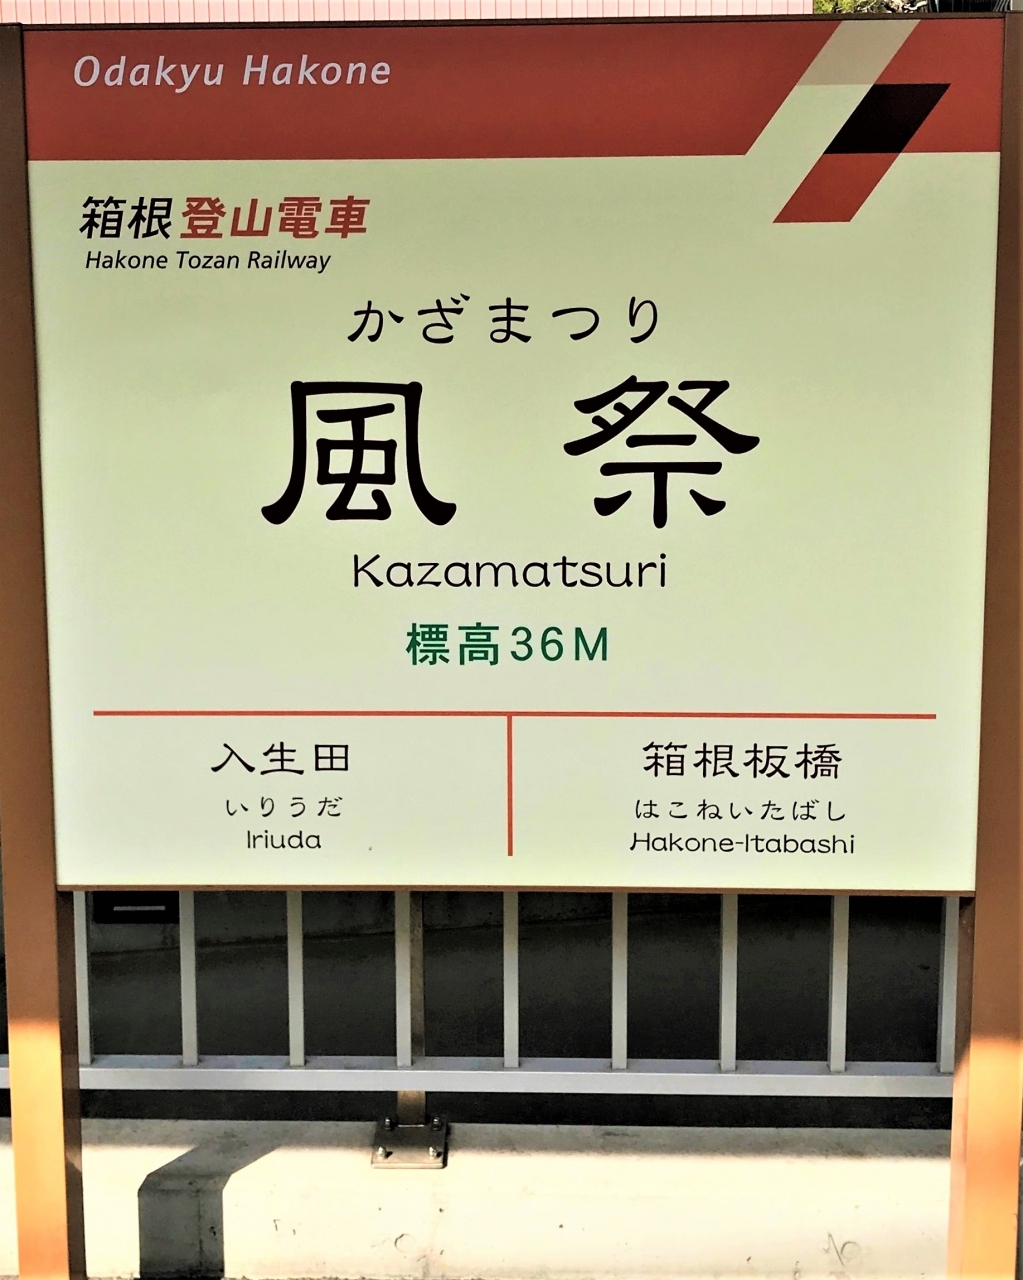 Odakyu Hakone
箱根登山電車
Hakone Tozan Railway
かざまつり
風祭
Kazamatsuri
標高36M
入生田
いりうだ
Iriuda
箱根板橋
はこねいたばし
Hakone-Itabashi